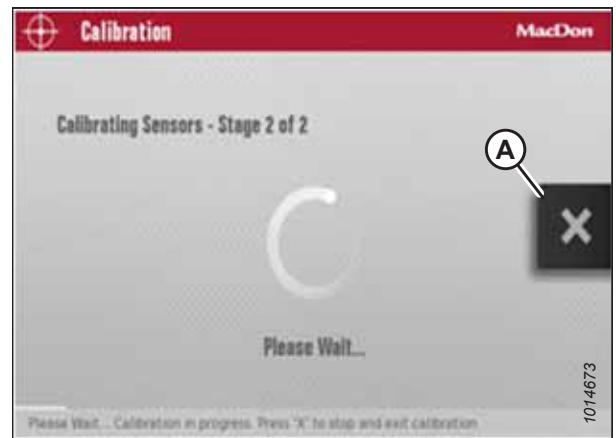 Calibration
MacDon
Calibrating Sensors - Stage 2 of 2
A
X
Please Wait...
1014673
Please Wait... Calibration in progress. Press "X" to stop and exit calibration